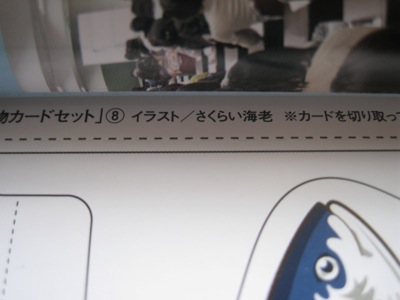 物カードセット」⑧ イラスト／さくらい海老 ※カードを切り取って